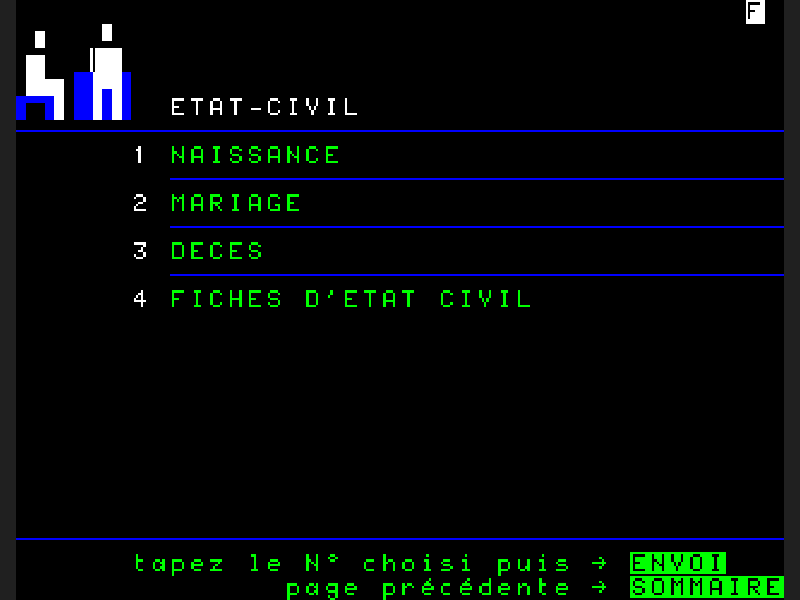 F
ETAT-CIVIL
1 NAISSANCE
2 MARIAGE
3 DECES
4 FICHES D'ETAT CIVIL
tapez le N° choisi puis → ENVOI
page précédente → SOMMAIRE